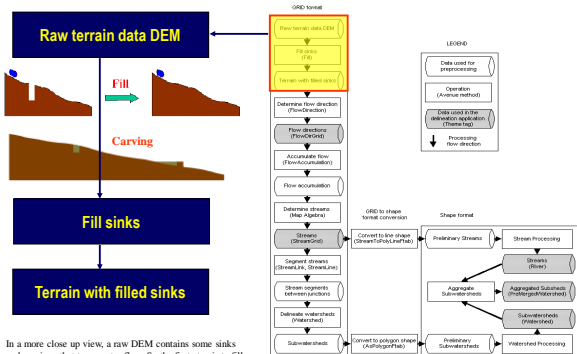 Raw terrain data DEM
Fill
Carving
Fill sinks
Terrain with filled sinks
In a more close up view, a raw DEM contains some sinks
GRID format
Raw terrain data DEM
Fill sinks
(Fill)
Terrain with filled sinks
Determine flow direction
(FlowDirection)
Flow directions
(FlowDirGrid)
Accumulate flow
(FlowAccumulation)
Flow accumulation
Determine streams
(Map Algebra)
Streams
(StreamGrid)
Segment streams
(StreamLink, StreamLine)
Stream segments
between junctions
Delineate watersheds
(Watershed)
Subwatersheds
GRID to shape
format conversion
Convert to line shape
(StreamToPolyLineFtab)
Convert to polygon shape
(AsPolygonFtab)
Shape format
Preliminary Streams
Stream Processing
Streams
(River)
Aggregate
Subwatersheds
Aggregated Subsheds
(ProMergedWatershed)
Subwatersheds
(Watershed)
Preliminary
Subwatersheds
Watershed Processing
LEGEND
Data used for
preprocessing
Operation
(Avenue method)
Data used in the
delineation application
(Theme tag)
Processing
flow direction